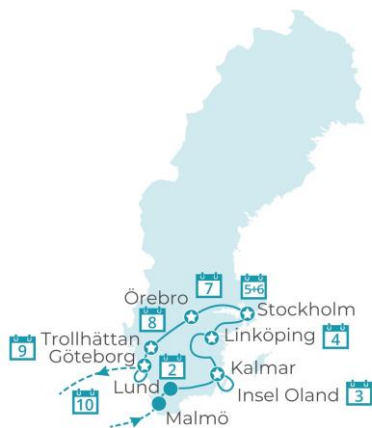 7
5+6
Örebro
Stockholm
8
Linköping
4
9
Trollhättan
Göteborg
2
Kalmar
Lund
Insel Oland
3
10
Malmö